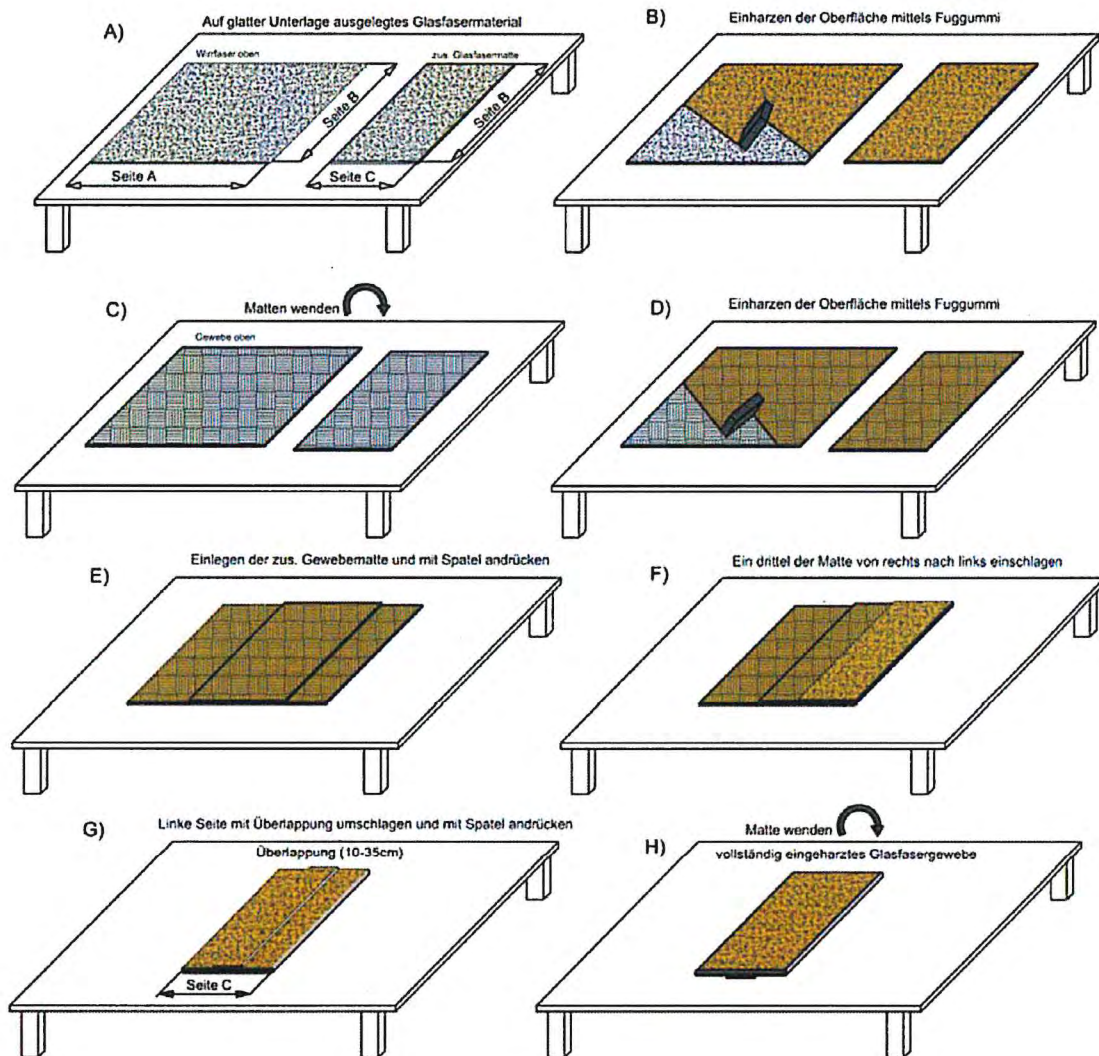 A)
Auf glatter Unterlage ausgelegtes Glasfasermaterial
Wirrfaser oben
zus. Glasfasermatte
Seite B
Seite B
Seite A
Seite C
B)
Einharzen der Oberfläche mittels Fuggummi
C)
Matten wenden
Gewebe oben
D)
Einharzen der Oberfläche mittels Fuggummi
E)
Einlegen der zus. Gewebematte und mit Spatel andrücken
F)
Ein drittel der Matte von rechts nach links einschlagen
G)
Linke Seite mit Überlappung umschlagen und mit Spatel andrücken
Überlappung (10-35cm)
Seite C
H)
Matte wenden
vollständig eingeharztes Glasfasergewebe